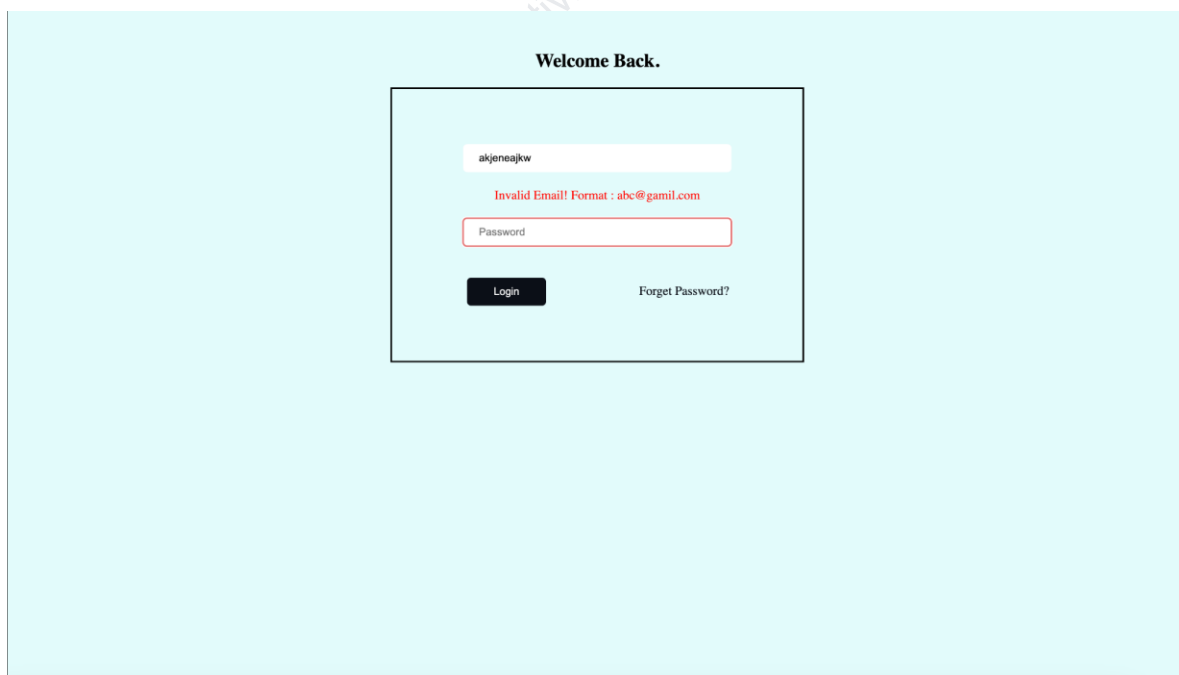 Welcome Back.
akjeneajkw
Invalid Email! Format : abc@gamil.com
Password
Login Forget Password?